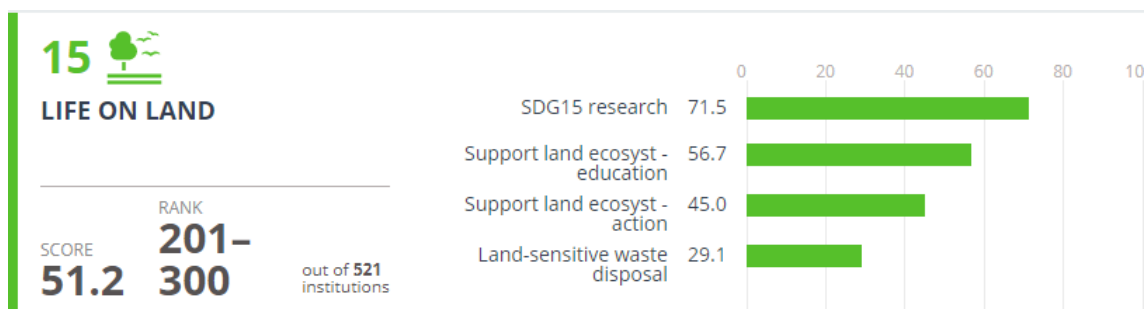 15
LIFE ON LAND
SCORE
51.2
RANK
201–
300
out of 521
institutions
0 20 40 60 80 10
SDG15 research 71.5
Support land ecosyst - 56.7
education
Support land ecosyst - 45.0
action
Land-sensitive waste 29.1
disposal